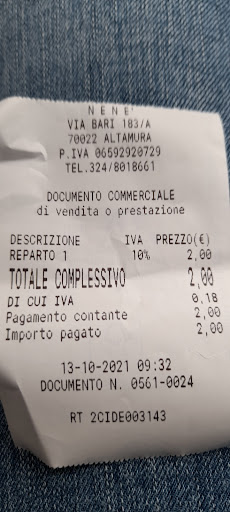 NENE'
VIA BARI 183/A
70022 ALTAMURA
P.IVA 06592920729
TEL.324/8018661
DOCUMENTO COMMERCIALE
di vendita o prestazione
DESCRIZIONE IVA PREZZO(€)
REPARTO 1 10% 2,00
TOTALE COMPLESSIVO 2,00
DI CUI IVA 0,18
Pagamento contante 2,00
Importo pagato 2,00
13-10-2021 09:32
DOCUMENTO N. 0561-0024
RT 2CIDE003143